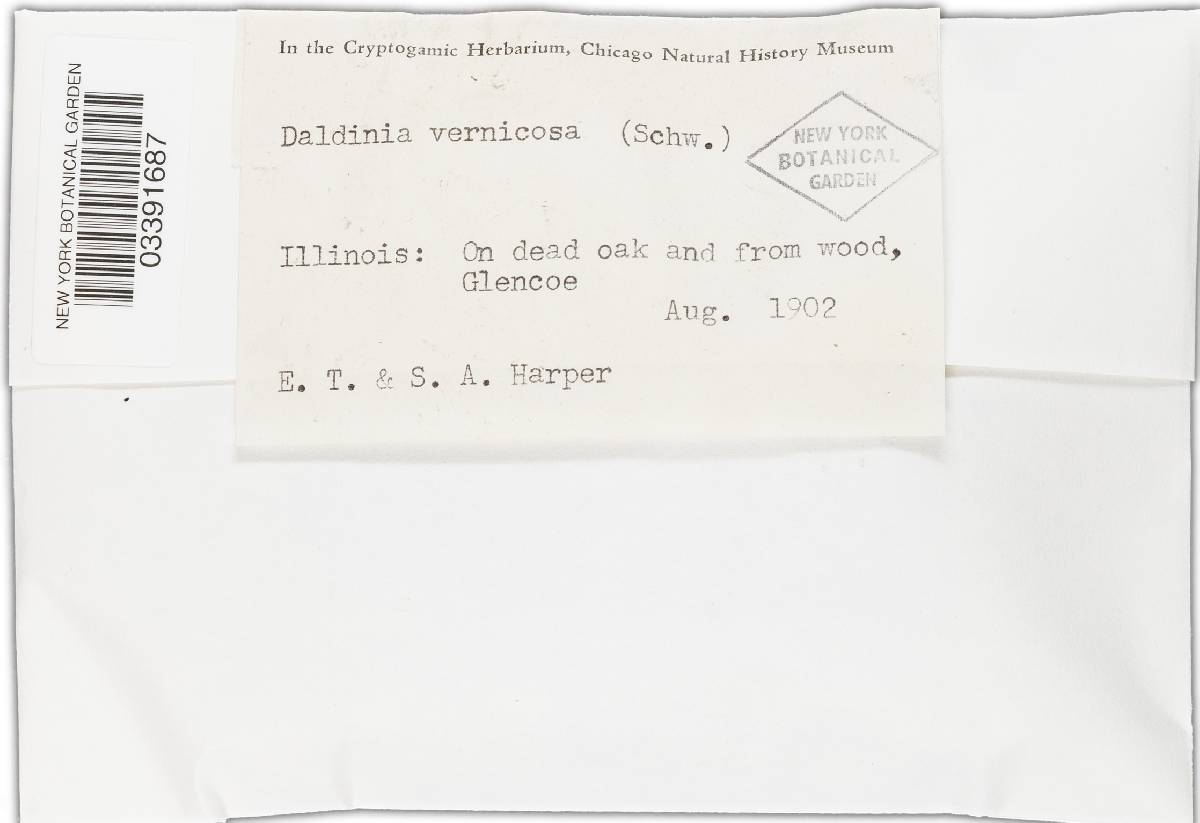 In the Cryptogamic Herbarium, Chicago Natural History Museum
Daldinia vernicosa (Schw.)
NEW YORK
BOTANICAL
GARDEN
Illinois: On dead oak and from wood,
Glencoe
Aug. 1902
E. T. & S. A. Harper
NEW YORK BOTANICAL GARDEN
03391687